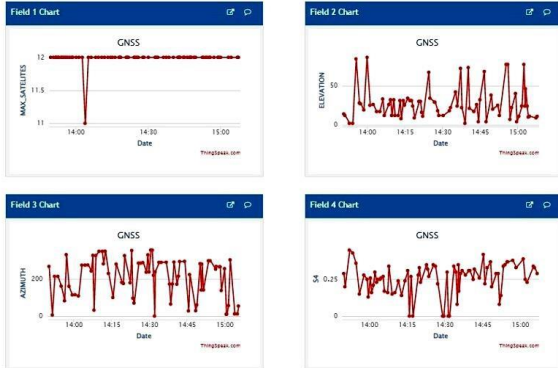 Field 1 Chart
GNSS
MAX_SATELITES
12
11.5
11
14:00
14:30
15:00
Date
ThingSpeak.com
Field 2 Chart
GNSS
ELEVATION
50
0
14:00
14:15
14:30
14:45
15:00
Date
ThingSpeak.com
Field 3 Chart
GNSS
AZIMUTH
200
0
14:00
14:15
14:30
14:45
15:00
Date
ThingSpeak.com
Field 4 Chart
GNSS
S4
0.25
0
14:00
14:15
14:30
14:45
15:00
Date
ThingSpeak.com